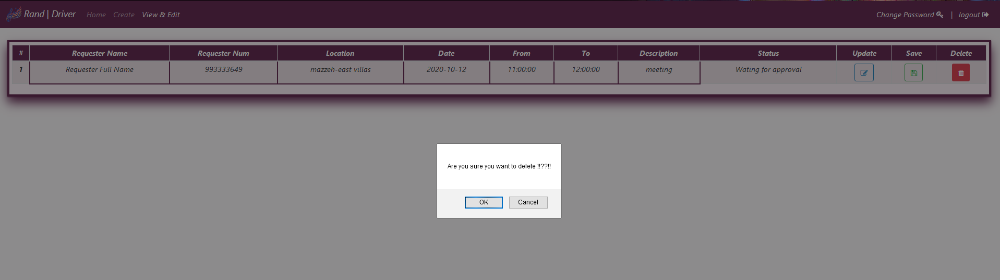 Rand | Driver Home Create View & Edit Change Password | logout
# Requester Name Requester Num Location Date From To Description Status Update Save Delete
1 Requester Full Name 993333649 mazzeh-east villas 2020-10-12 11:00:00 12:00:00 meeting Wating for approval
Are you sure you want to delete !!??!!
OK Cancel